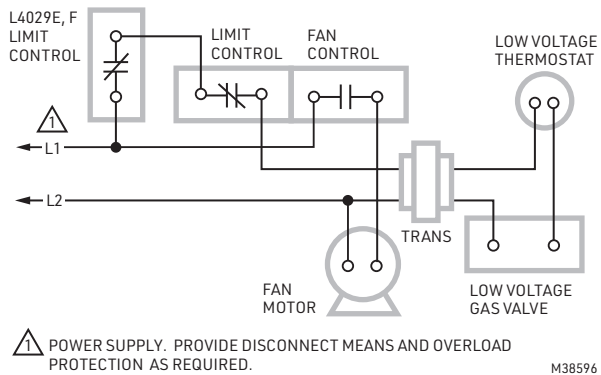 L4029E, F
LIMIT
CONTROL
LIMIT
CONTROL
FAN
CONTROL
LOW VOLTAGE
THERMOSTAT
1
L1
L2
TRANS
FAN
MOTOR
LOW VOLTAGE
GAS VALVE
1 POWER SUPPLY. PROVIDE DISCONNECT MEANS AND OVERLOAD
PROTECTION AS REQUIRED.
M38596